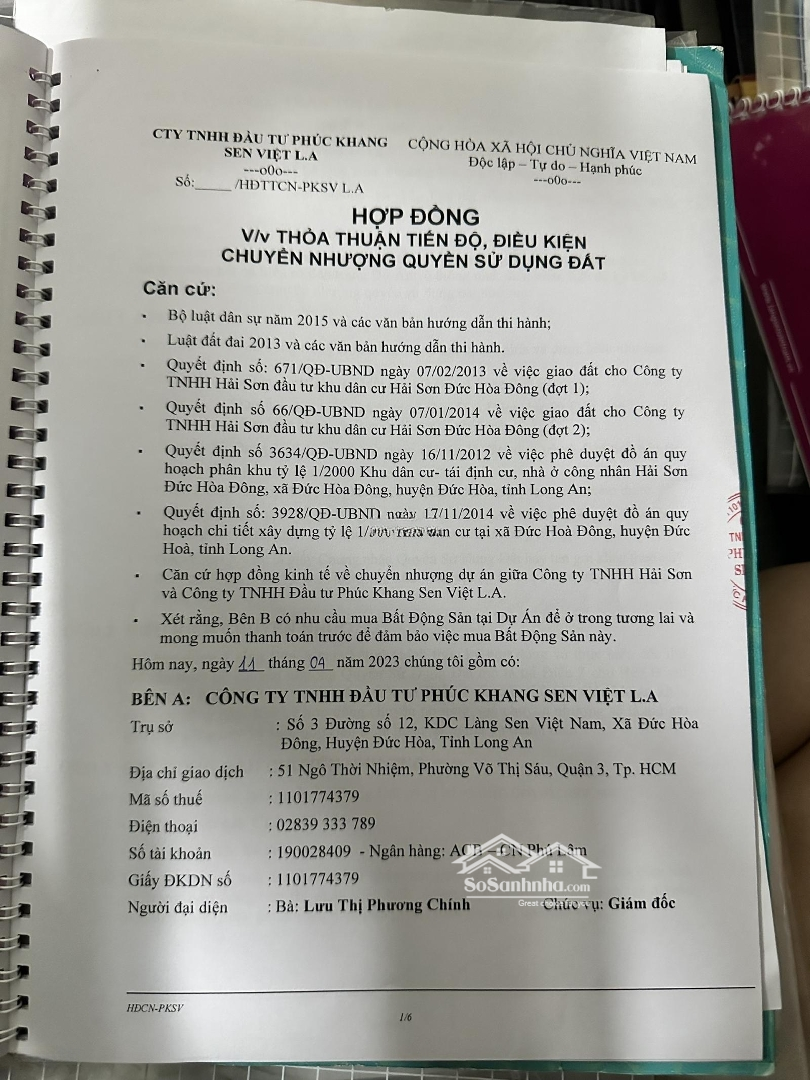 CTY TNHH ĐẦU TƯ PHÚC KHANG
SEN VIỆT L.A
---o0o---
Số:_____ /HĐTTCN-PKSV L.A
CỘNG HÒA XÃ HỘI CHỦ NGHĨA VIỆT NAM
Độc lập – Tự do – Hạnh phúc
---o0o---
HỢP ĐỒNG
V/v THỎA THUẬN TIẾN ĐỘ, ĐIỀU KIỆN
CHUYỂN NHƯỢNG QUYỀN SỬ DỤNG ĐẤT
Căn cứ:
• Bộ luật dân sự năm 2015 và các văn bản hướng dẫn thi hành;
• Luật đất đai 2013 và các văn bản hướng dẫn thi hành.
• Quyết định số: 671/QĐ-UBND ngày 07/02/2013 về việc giao đất cho Công ty
TNHH Hải Sơn đầu tư khu dân cư Hải Sơn Đức Hòa Đông (đợt 1);
• Quyết định số 66/QĐ-UBND ngày 07/01/2014 về việc giao đất cho Công ty
TNHH Hải Sơn đầu tư khu dân cư Hải Sơn Đức Hòa Đông (đợt 2);
• Quyết định số 3634/QĐ-UBND ngày 16/11/2012 về việc phê duyệt đồ án quy
hoạch phân khu tỷ lệ 1/2000 Khu dân cư- tái định cư, nhà ở công nhân Hải Sơn
Đức Hòa Đông, xã Đức Hòa Đông, huyện Đức Hòa, tỉnh Long An;
• Quyết định số: 3928/QĐ-UBND ngày 17/11/2014 về việc phê duyệt đồ án quy
hoạch chi tiết xây dựng tỷ lệ cư tại xã Đức Hoà Đông, huyện Đức
Hoà, tỉnh Long An.
• Căn cứ hợp đồng kinh tế về chuyển nhượng dự án giữa Công ty TNHH Hải Sơn
và Công ty TNHH Đầu tư Phúc Khang Sen Việt L.A.
• Xét rằng, Bên B có nhu cầu mua Bất Động Sản tại Dự Án để ở trong tương lai và
mong muốn thanh toán trước để đảm bảo việc mua Bất Động Sản này.
Hôm nay, ngày 11 tháng 04 năm 2023 chúng tôi gồm có:
BÊN A: CÔNG TY TNHH ĐẦU TƯ PHÚC KHANG SEN VIỆT L.A
Trụ sở : Số 3 Đường số 12, KDC Làng Sen Việt Nam, Xã Đức Hòa
Đông, Huyện Đức Hòa, Tỉnh Long An
Địa chỉ giao dịch : 51 Ngô Thời Nhiệm, Phường Võ Thị Sáu, Quận 3, Tp. HCM
Mã số thuế : 1101774379
Điện thoại : 02839 333 789
Số tài khoản : 190028409 - Ngân hàng: ACB – CN Phú Lâm
Giấy ĐKDN số : 1101774379
Người đại diện : Bà: Lưu Thị Phương Chính Chức vụ: Giám đốc
SoSanhnha.com
Great choice for you
HĐCN-PKSV
1/6